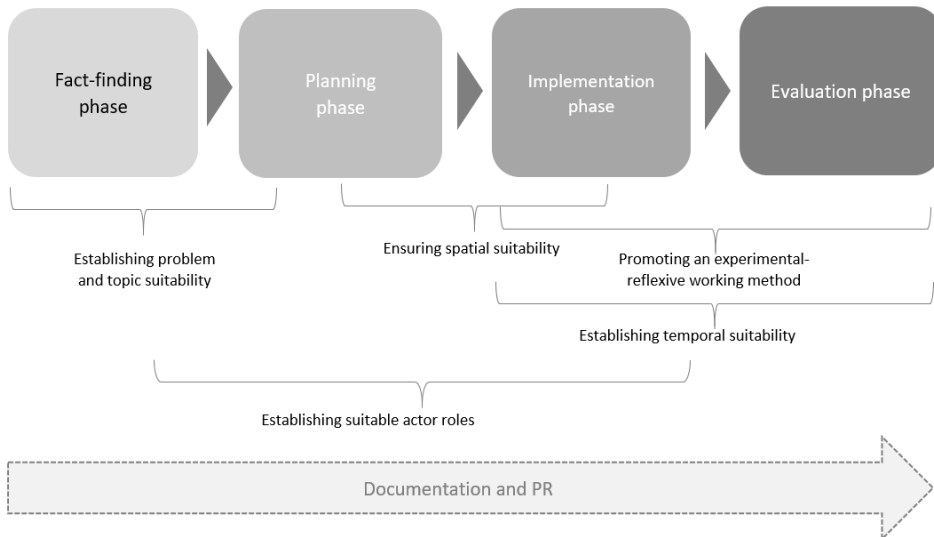 Fact-finding
phase
Planning
phase
Implementation
phase
Evaluation phase
Establishing problem
and topic suitability
Ensuring spatial suitability
Promoting an experimental-
reflexive working method
Establishing temporal suitability
Establishing suitable actor roles
Documentation and PR